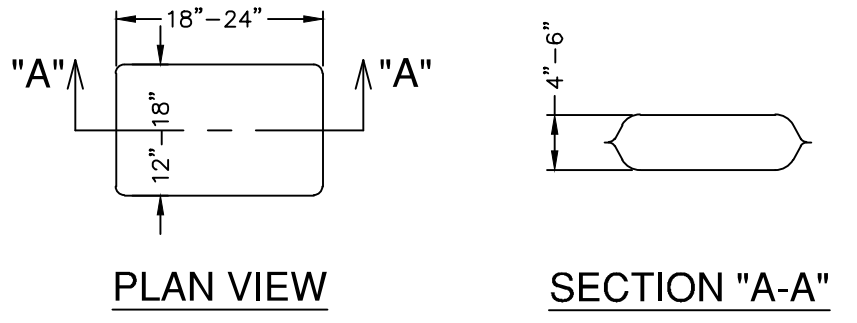 18"-24"
"A"
"A"
12"-18"
4"-6"
PLAN VIEW
SECTION "A-A"